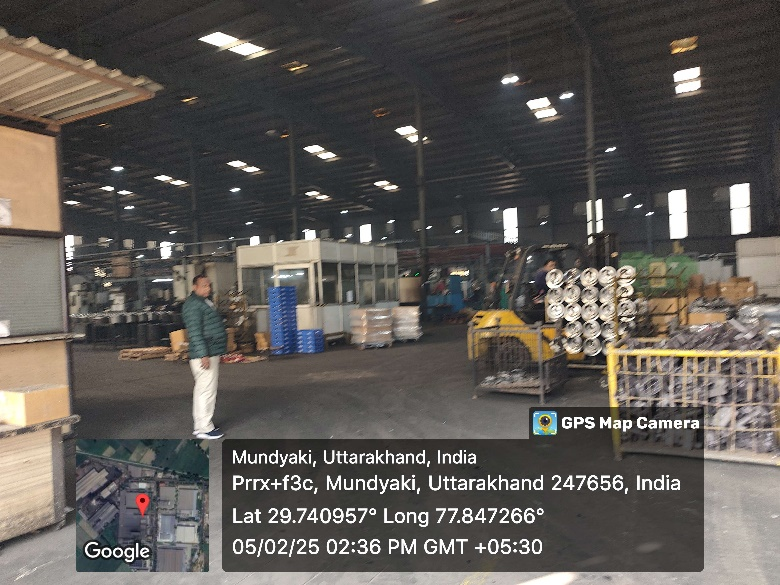 GPS Map Camera
Mundyaki, Uttarakhand, India
Prrx+f3c, Mundyaki, Uttarakhand 247656, India
Lat 29.740957° Long 77.847266°
05/02/25 02:36 PM GMT +05:30
Google